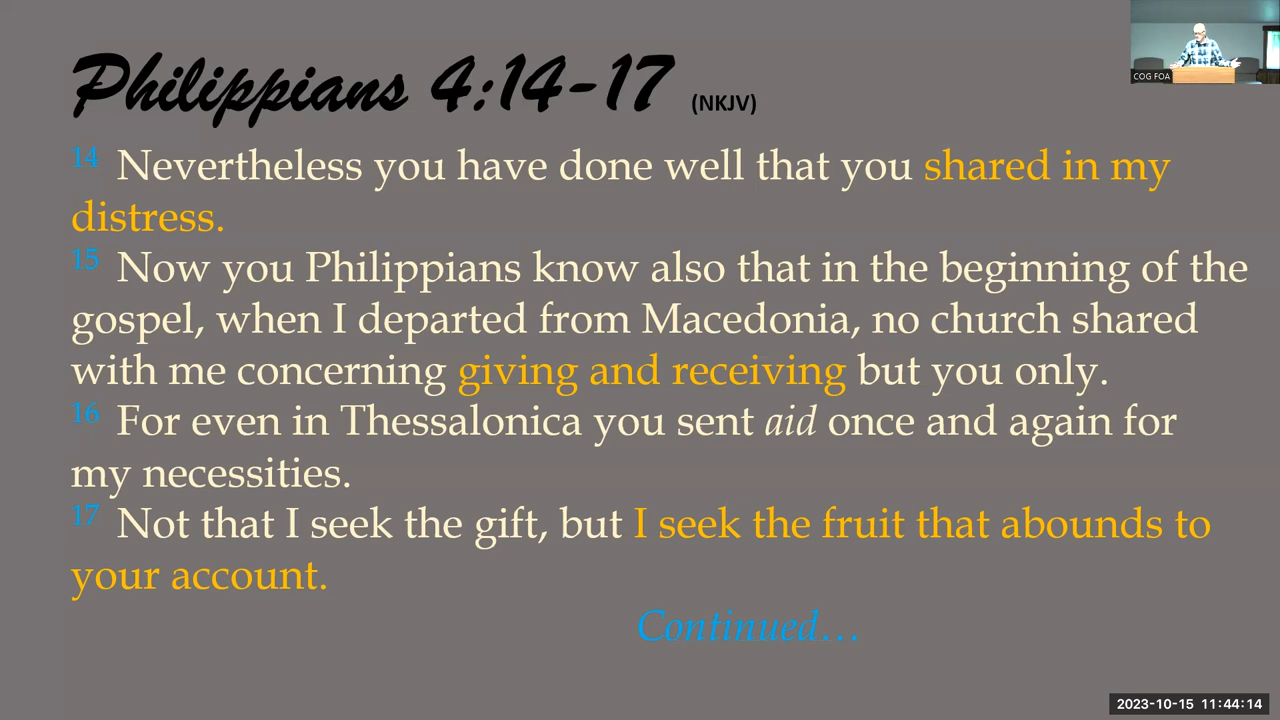 Philippians 4:14-17 (NKJV)
COG FOA
14 Nevertheless you have done well that you shared in my
distress.
15 Now you Philippians know also that in the beginning of the
gospel, when I departed from Macedonia, no church shared
with me concerning giving and receiving but you only.
16 For even in Thessalonica you sent aid once and again for
my necessities.
17 Not that I seek the gift, but I seek the fruit that abounds to
your account.
Continued…
2023-10-15 11:44:14